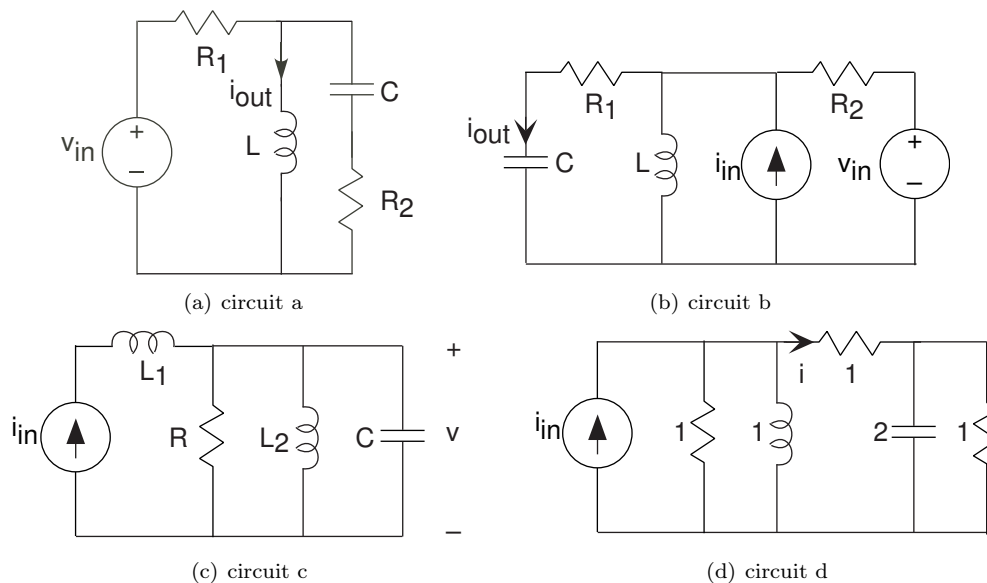 R1
iout
C
vin
+
−
L
R2
(a) circuit a
R1
R2
iout
C
L
iin
vin
+
−
(b) circuit b
L1
+
iin
R
L2
C
v
−
(c) circuit c
i
1
iin
1
1
2
1
(d) circuit d